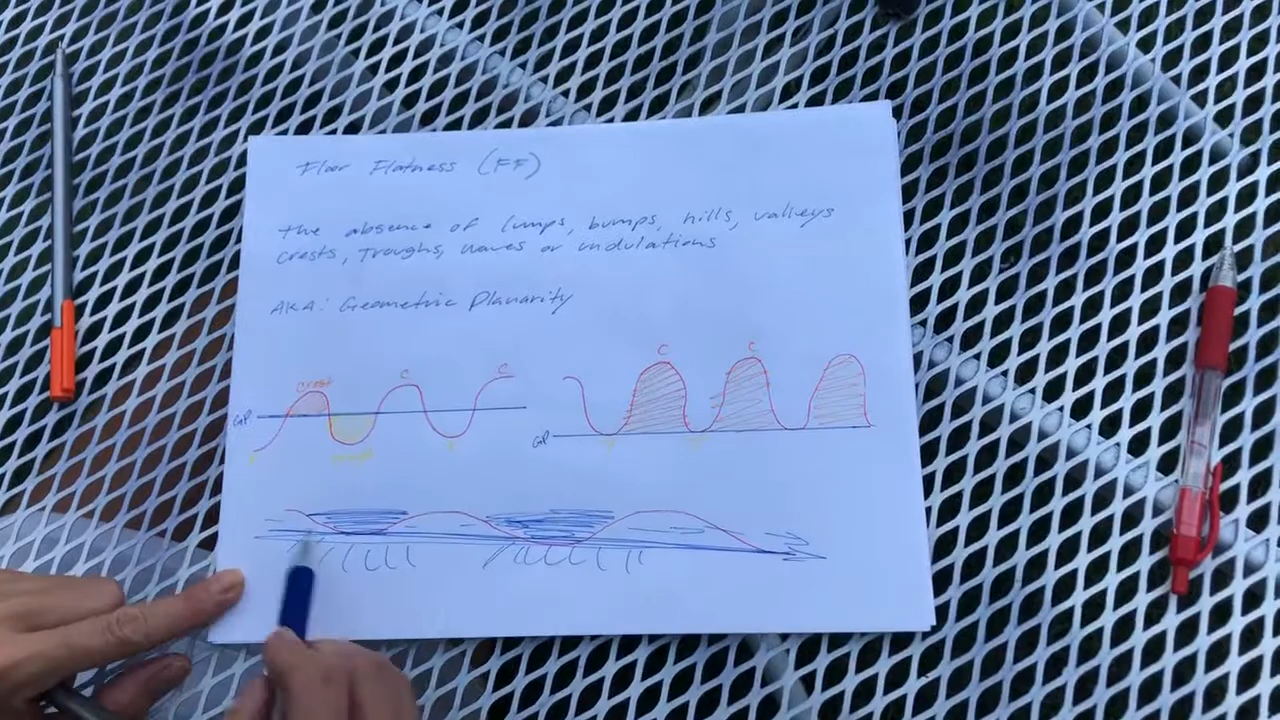 Floor Flatness (FF)
The absence of lumps, bumps, hills, valleys
crests, Troughs, waves or undulations
AKA: Geometric Planarity
crest C C C C
GP
GP
T trough T T T